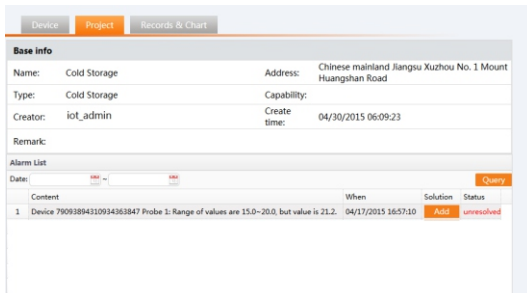 Device Project Records & Chart
Base info
Name: Cold Storage Address: Chinese mainland Jiangsu Xuzhou No. 1 Mount
Huangshan Road
Type: Cold Storage Capability:
Creator: iot_admin Create
time: 04/30/2015 06:09:23
Remark:
Alarm List
Date: ~ Query
Content When Solution Status
1 Device 79093894310934363847 Probe 1: Range of values are 15.0~20.0, but value is 21.2. 04/17/2015 16:57:10 Add unresolved